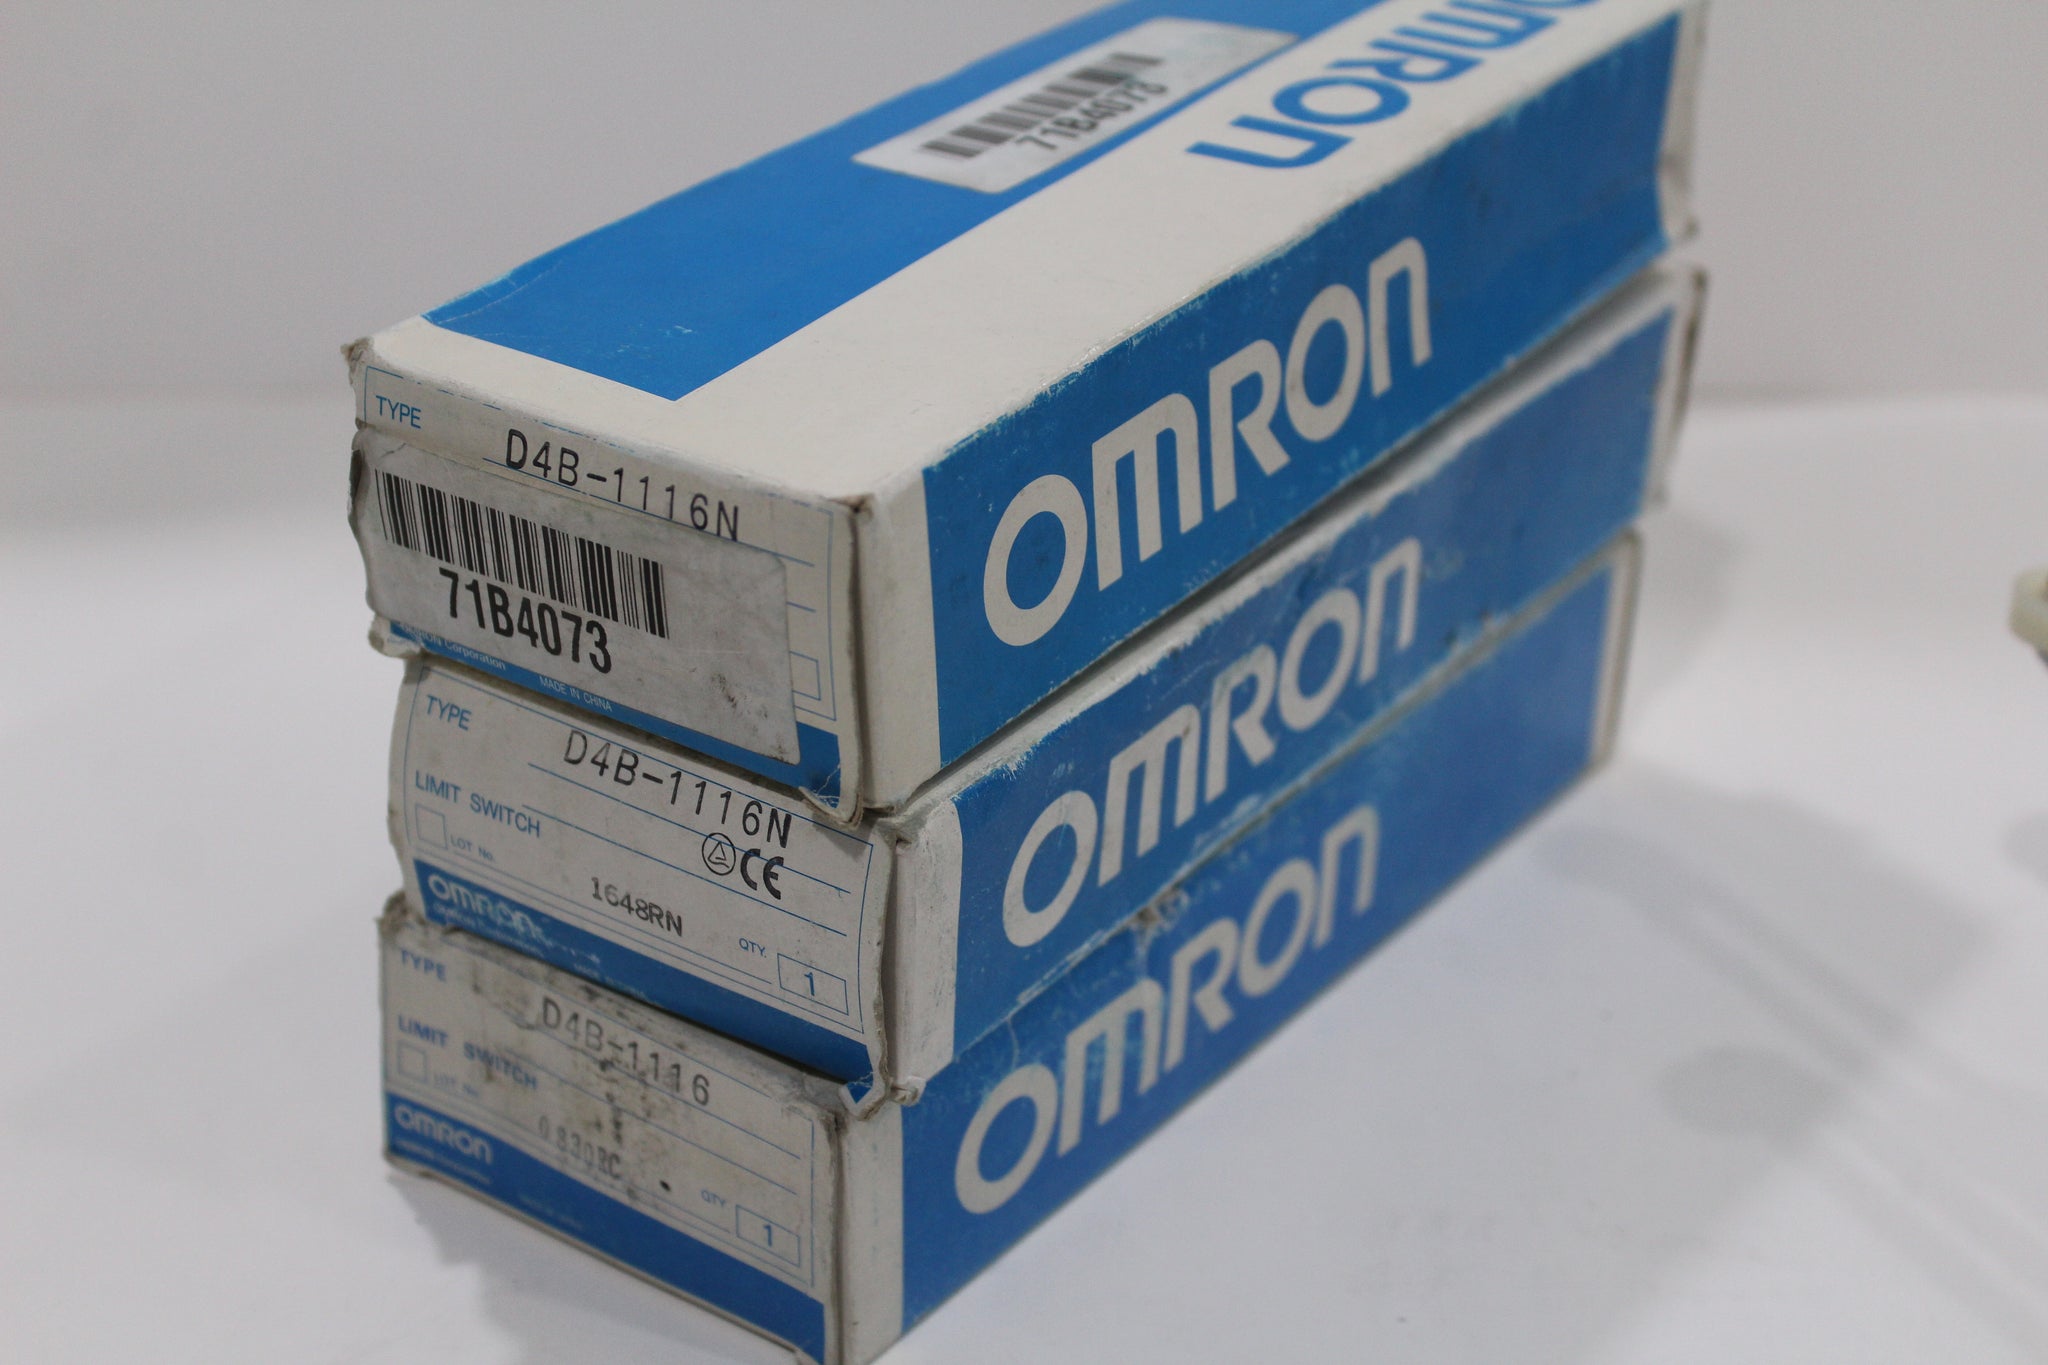 71B4073
omron
TYPE
D4B-1116N
71B4073
Corporation
MADE IN CHINA
omron
TYPE
D4B-1116N
LIMIT SWITCH
CE
LOT No.
1648RN
QTY. 1
omron
omron
TYPE
D4B-1116
LIMIT SWITCH
LOT No.
0830RC
QTY 1
omron
omron